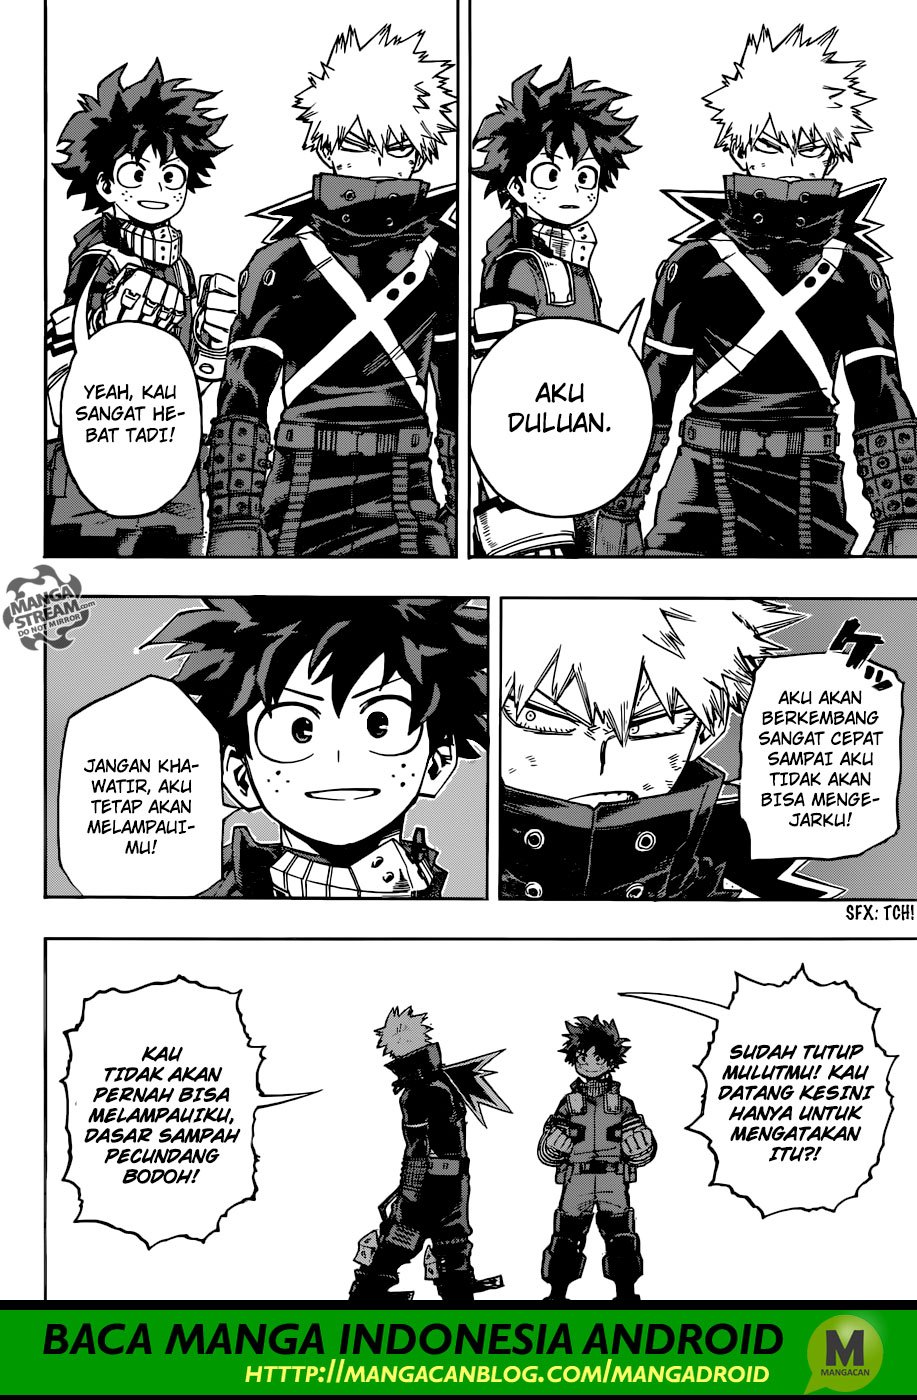 AKU
DULUAN.
YEAH, KAU
SANGAT HE-
BAT TADI!
MANGA
STREAM.com
DO NOT MIRROR
ケッ
AKU AKAN
BERKEMBANG
SANGAT CEPAT
SAMPAI AKU
TIDAK AKAN
BISA MENGE-
JARKU!
SFX: TCH!
JANGAN KHA-
WATIR, AKU
TETAP AKAN
MELAMPAUI-
MU!
SUDAH TUTUP
MULUTMU! KAU
DATANG KESINI
HANYA UNTUK
MENGATAKAN
ITU?!
KAU
TIDAK AKAN
PERNAH BISA
MELAMPAUIKU,
DASAR SAMPAH
PECUNDANG
BODOH!
BACA MANGA INDONESIA ANDROID
HTTTP://MANGACANBLOG.COM/MANGADROID
M
MANGACAN